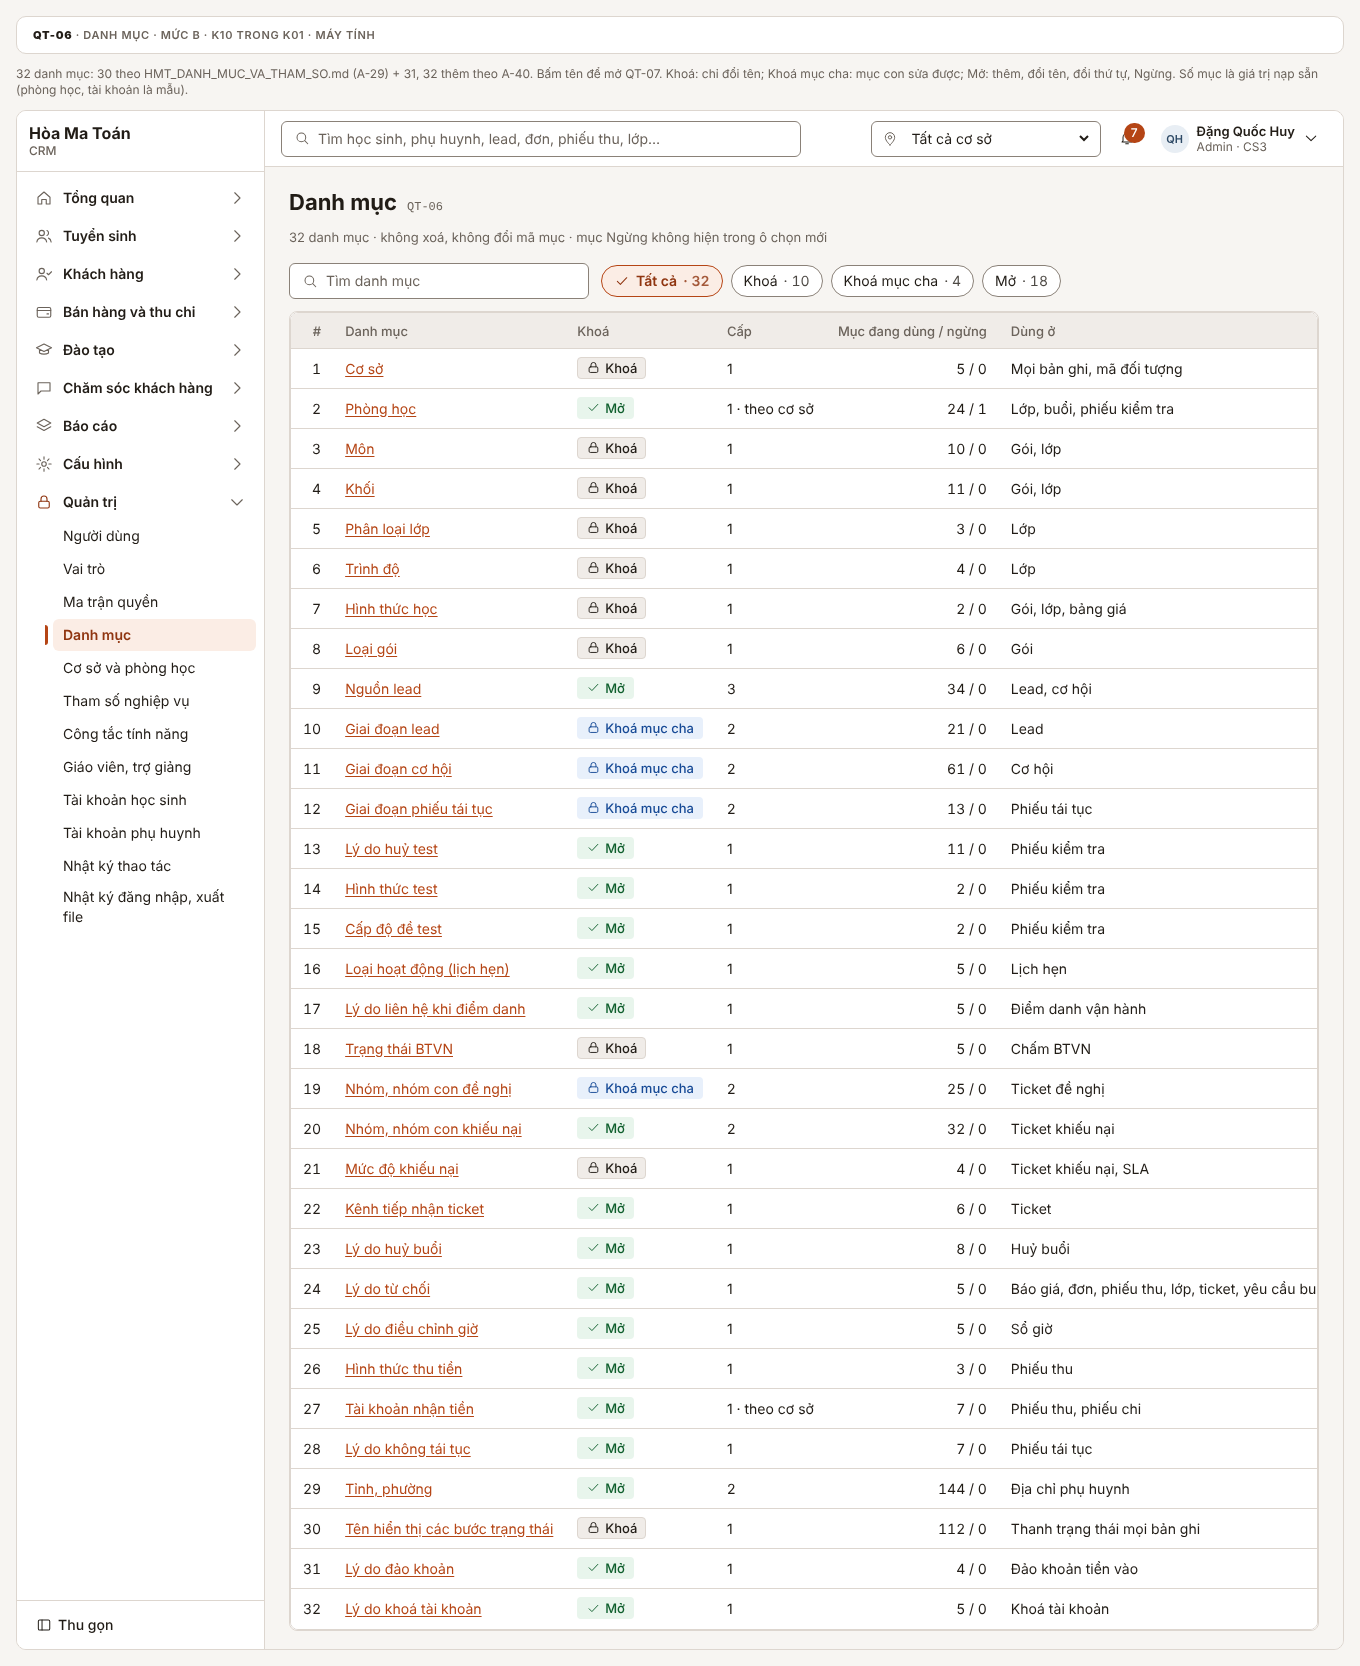 QT-06 · DANH MỤC · MỨC B · K10 TRONG K01 · MÁY TÍNH
32 danh mục: 30 theo HMT_DANH_MUC_VA_THAM_SO.md (A-29) + 31, 32 thêm theo A-40. Bấm tên để mở QT-07. Khoá: chỉ đổi tên; Khoá mục cha: mục con sửa được; Mở: thêm, đổi tên, đổi thứ tự, Ngừng. Số mục là giá trị nạp sẵn
(phòng học, tài khoản là mẫu).
Hòa Ma Toán
CRM
Tìm học sinh, phụ huynh, lead, đơn, phiếu thu, lớp...
Tất cả cơ sở
7
QH
Đặng Quốc Huy
Admin · CS3
Tổng quan
Tuyển sinh
Khách hàng
Bán hàng và thu chi
Đào tạo
Chăm sóc khách hàng
Báo cáo
Cấu hình
Quản trị
Người dùng
Vai trò
Ma trận quyền
Danh mục
Cơ sở và phòng học
Tham số nghiệp vụ
Công tắc tính năng
Giáo viên, trợ giảng
Tài khoản học sinh
Tài khoản phụ huynh
Nhật ký thao tác
Nhật ký đăng nhập, xuất
file
Thu gọn
Danh mục QT-06
32 danh mục · không xoá, không đổi mã mục · mục Ngừng không hiện trong ô chọn mới
Tìm danh mục
Tất cả · 32
Khoá · 10
Khoá mục cha · 4
Mở · 18
# Danh mục Khoá Cấp Mục đang dùng / ngừng Dùng ở
1 Cơ sở Khoá 1 5 / 0 Mọi bản ghi, mã đối tượng
2 Phòng học Mở 1 · theo cơ sở 24 / 1 Lớp, buổi, phiếu kiểm tra
3 Môn Khoá 1 10 / 0 Gói, lớp
4 Khối Khoá 1 11 / 0 Gói, lớp
5 Phân loại lớp Khoá 1 3 / 0 Lớp
6 Trình độ Khoá 1 4 / 0 Lớp
7 Hình thức học Khoá 1 2 / 0 Gói, lớp, bảng giá
8 Loại gói Khoá 1 6 / 0 Gói
9 Nguồn lead Mở 3 34 / 0 Lead, cơ hội
10 Giai đoạn lead Khoá mục cha 2 21 / 0 Lead
11 Giai đoạn cơ hội Khoá mục cha 2 61 / 0 Cơ hội
12 Giai đoạn phiếu tái tục Khoá mục cha 2 13 / 0 Phiếu tái tục
13 Lý do huỷ test Mở 1 11 / 0 Phiếu kiểm tra
14 Hình thức test Mở 1 2 / 0 Phiếu kiểm tra
15 Cấp độ đề test Mở 1 2 / 0 Phiếu kiểm tra
16 Loại hoạt động (lịch hẹn) Mở 1 5 / 0 Lịch hẹn
17 Lý do liên hệ khi điểm danh Mở 1 5 / 0 Điểm danh vận hành
18 Trạng thái BTVN Khoá 1 5 / 0 Chấm BTVN
19 Nhóm, nhóm con đề nghị Khoá mục cha 2 25 / 0 Ticket đề nghị
20 Nhóm, nhóm con khiếu nại Mở 2 32 / 0 Ticket khiếu nại
21 Mức độ khiếu nại Khoá 1 4 / 0 Ticket khiếu nại, SLA
22 Kênh tiếp nhận ticket Mở 1 6 / 0 Ticket
23 Lý do huỷ buổi Mở 1 8 / 0 Huỷ buổi
24 Lý do từ chối Mở 1 5 / 0 Báo giá, đơn, phiếu thu, lớp, ticket, yêu cầu bu
25 Lý do điều chỉnh giờ Mở 1 5 / 0 Sổ giờ
26 Hình thức thu tiền Mở 1 3 / 0 Phiếu thu
27 Tài khoản nhận tiền Mở 1 · theo cơ sở 7 / 0 Phiếu thu, phiếu chi
28 Lý do không tái tục Mở 1 7 / 0 Phiếu tái tục
29 Tỉnh, phường Mở 2 144 / 0 Địa chỉ phụ huynh
30 Tên hiển thị các bước trạng thái Khoá 1 112 / 0 Thanh trạng thái mọi bản ghi
31 Lý do đảo khoản Mở 1 4 / 0 Đảo khoản tiền vào
32 Lý do khoá tài khoản Mở 1 5 / 0 Khoá tài khoản